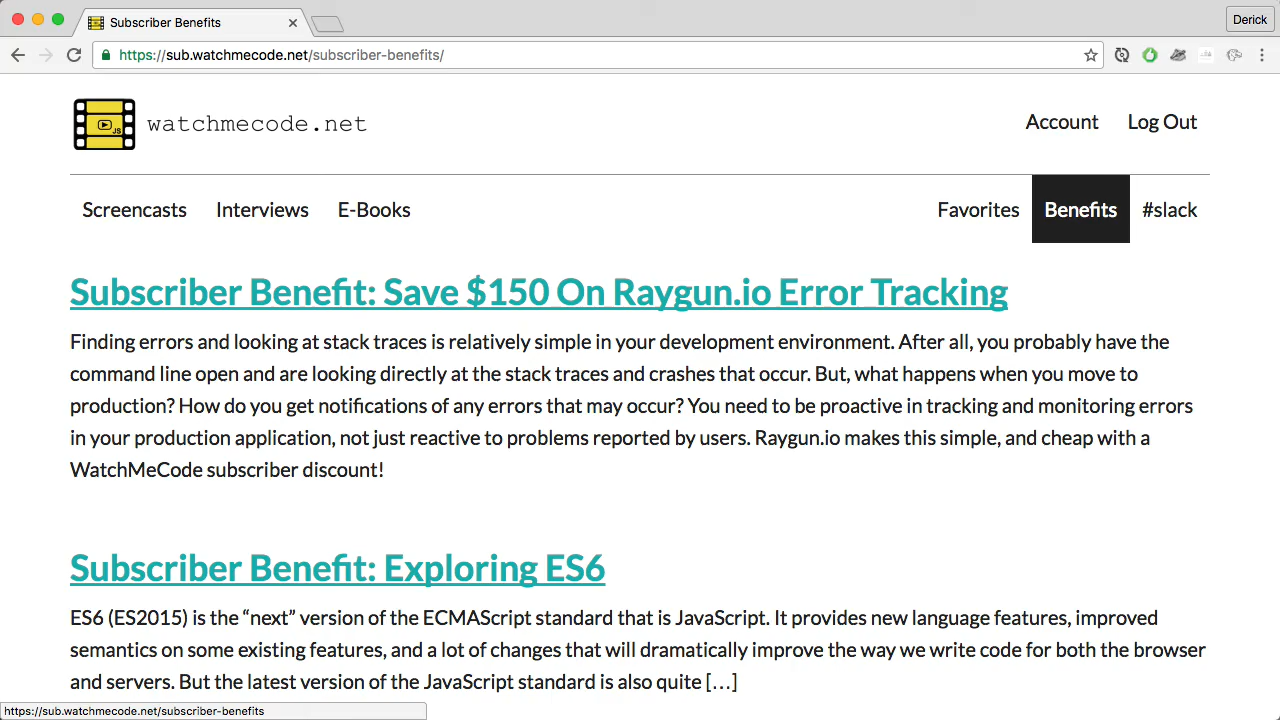 Subscriber Benefits
Derick
https://sub.watchmecode.net/subscriber-benefits/
JS
watchmecode.net
Account
Log Out
Screencasts
Interviews
E-Books
Favorites
Benefits
#slack
Subscriber Benefit: Save $150 On Raygun.io Error Tracking
Finding errors and looking at stack traces is relatively simple in your development environment. After all, you probably have the
command line open and are looking directly at the stack traces and crashes that occur. But, what happens when you move to
production? How do you get notifications of any errors that may occur? You need to be proactive in tracking and monitoring errors
in your production application, not just reactive to problems reported by users. Raygun.io makes this simple, and cheap with a
WatchMeCode subscriber discount!
Subscriber Benefit: Exploring ES6
ES6 (ES2015) is the “next” version of the ECMAScript standard that is JavaScript. It provides new language features, improved
semantics on some existing features, and a lot of changes that will dramatically improve the way we write code for both the browser
and servers. But the latest version of the JavaScript standard is also quite […]
https://sub.watchmecode.net/subscriber-benefits